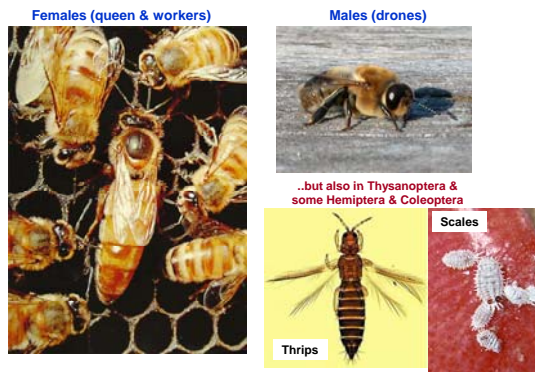 Females (queen & workers)
Males (drones)
..but also in Thysanoptera &
some Hemiptera & Coleoptera
Scales
Thrips